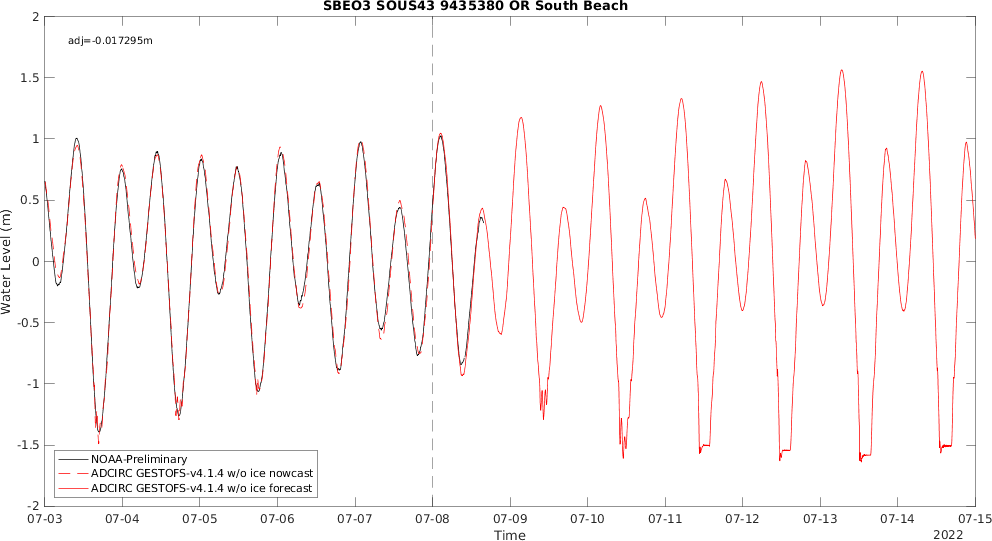 SBEO3 SOUS43 9435380 OR South Beach
adj=-0.017295m
2
1.5
1
0.5
0
-0.5
-1
-1.5
-2
Water Level (m)
NOAA-Preliminary
ADCIRC GESTOFS-v4.1.4 w/o ice nowcast
ADCIRC GESTOFS-v4.1.4 w/o ice forecast
07-03 07-04 07-05 07-06 07-07 07-08 07-09 07-10 07-11 07-12 07-13 07-14 07-15
Time
2022